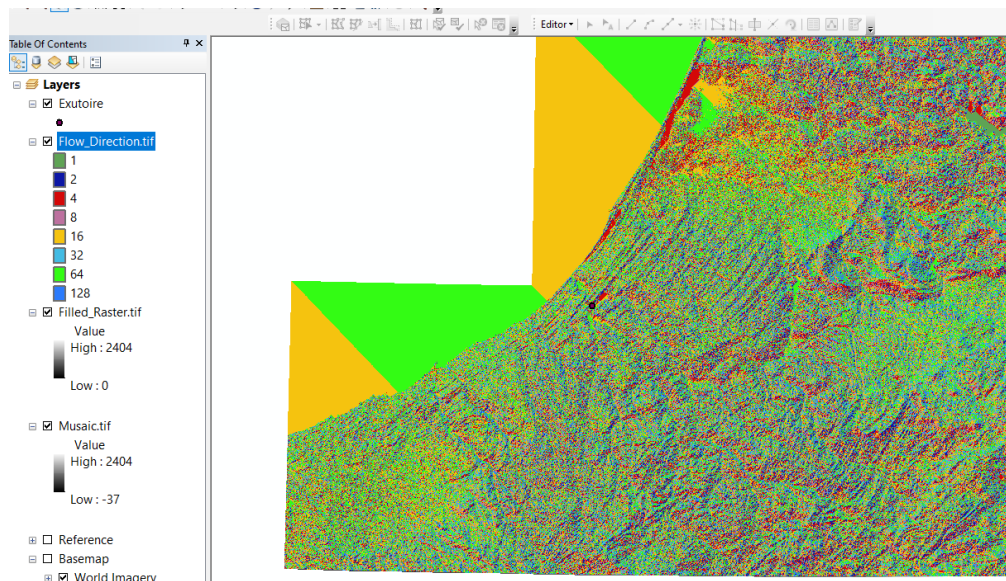 Editor
Table Of Contents
Layers
Exutoire
Flow_Direction.tif
1
2
4
8
16
32
64
128
Filled_Raster.tif
Value
High : 2404
Low : 0
Musaic.tif
Value
High : 2404
Low : -37
Reference
Basemap
World Imagery